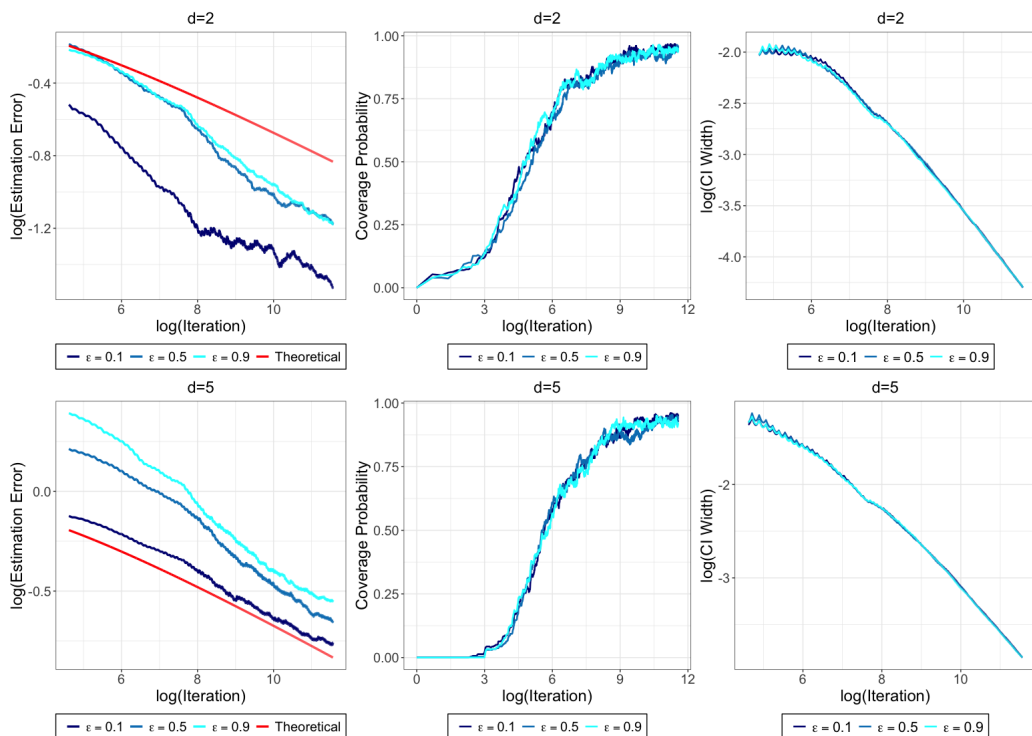 d=2
log(Estimation Error)
-0.4
-0.8
-1.2
6
8
10
log(Iteration)
ε = 0.1
ε = 0.5
ε = 0.9
Theoretical
d=2
Coverage Probability
1.00
0.75
0.50
0.25
0.00
0
3
6
9
12
log(Iteration)
ε = 0.1
ε = 0.5
ε = 0.9
d=2
log(CI Width)
-2.0
-2.5
-3.0
-3.5
-4.0
6
8
10
log(Iteration)
ε = 0.1
ε = 0.5
ε = 0.9
d=5
log(Estimation Error)
0.0
-0.5
6
8
10
log(Iteration)
ε = 0.1
ε = 0.5
ε = 0.9
Theoretical
d=5
Coverage Probability
1.00
0.75
0.50
0.25
0.00
0
3
6
9
12
log(Iteration)
ε = 0.1
ε = 0.5
ε = 0.9
d=5
log(CI Width)
-2
-3
6
8
10
log(Iteration)
ε = 0.1
ε = 0.5
ε = 0.9